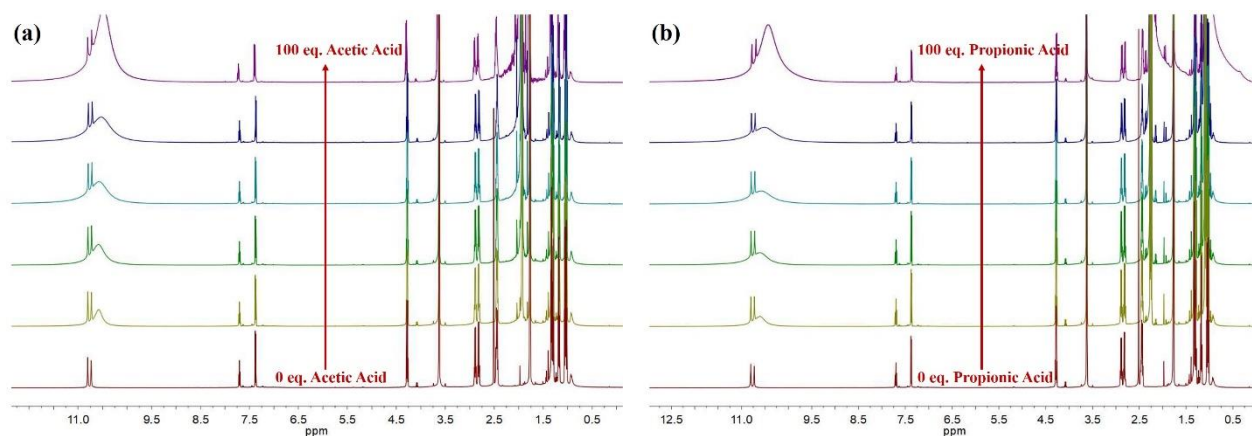 (a)
100 eq. Acetic Acid
0 eq. Acetic Acid
11.0 9.5 8.5 7.5 6.5 5.5 4.5 3.5 2.5 1.5 0.5
ppm
(b)
100 eq. Propionic Acid
0 eq. Propionic Acid
12.5 11.0 9.5 8.5 7.5 6.5 5.5 4.5 3.5 2.5 1.5 0.5
ppm